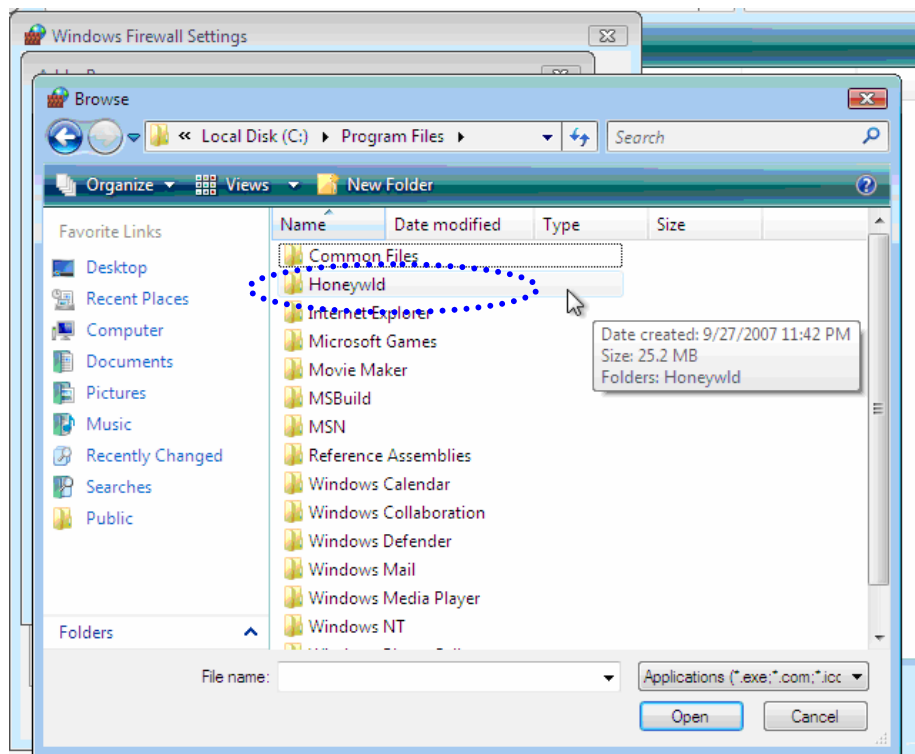 Windows Firewall Settings
Browse
« Local Disk (C:) ▸ Program Files ▸
Search
Organize Views New Folder
Favorite Links
Name Date modified Type Size
Desktop
Recent Places
Computer
Documents
Pictures
Music
Recently Changed
Searches
Public
Folders
Common Files
Honeywld
Internet Explorer
Microsoft Games
Movie Maker
MSBuild
MSN
Reference Assemblies
Windows Calendar
Windows Collaboration
Windows Defender
Windows Mail
Windows Media Player
Windows NT
Date created: 9/27/2007 11:42 PM
Size: 25.2 MB
Folders: Honeywld
File name:
Applications (*.exe;*.com;*.icc
Open Cancel